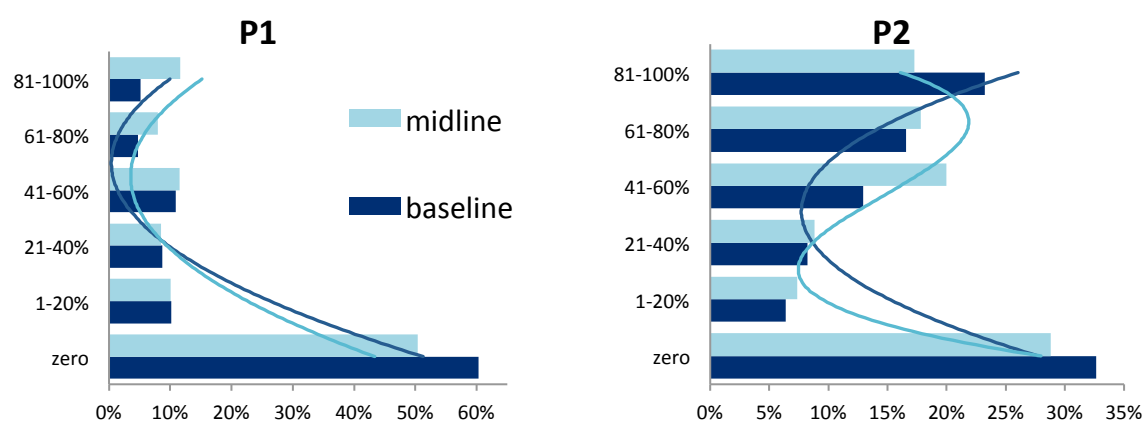 P1
81-100%
61-80%
41-60%
21-40%
1-20%
zero
0% 10% 20% 30% 40% 50% 60%
midline
baseline
P2
81-100%
61-80%
41-60%
21-40%
1-20%
zero
0% 5% 10% 15% 20% 25% 30% 35%